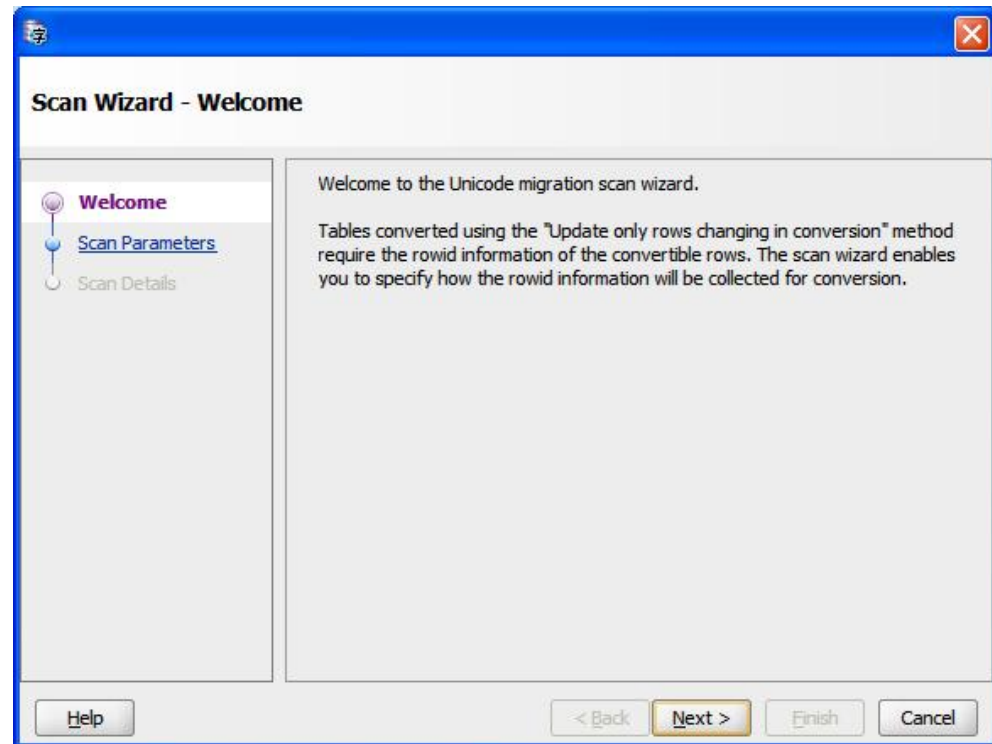 Scan Wizard - Welcome
Welcome
Scan Parameters
Scan Details
Welcome to the Unicode migration scan wizard.
Tables converted using the "Update only rows changing in conversion" method
require the rowid information of the convertible rows. The scan wizard enables
you to specify how the rowid information will be collected for conversion.
Help
< Back
Next >
Finish
Cancel